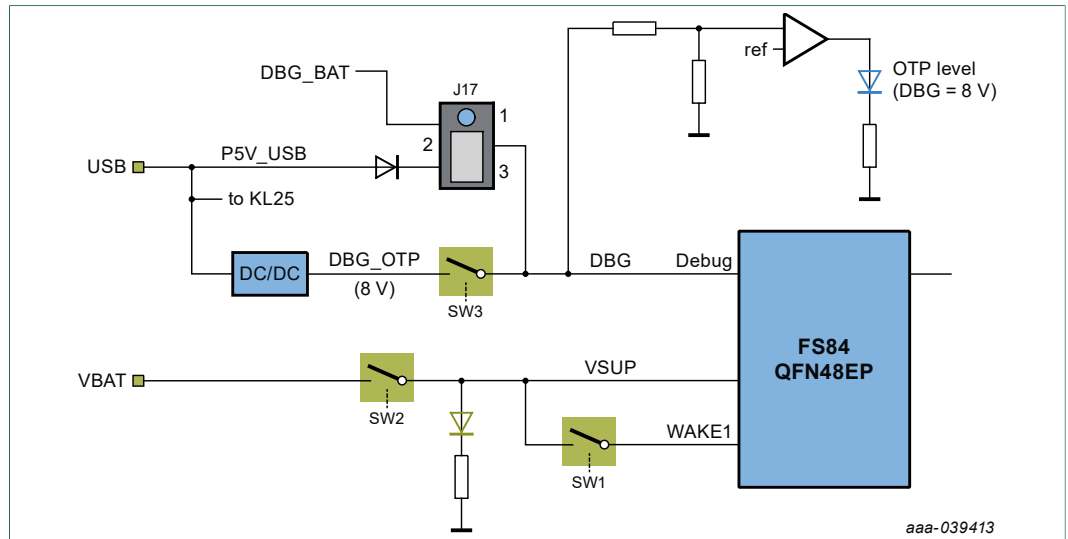 ref
OTP level
(DBG = 8 V)
DBG_BAT
J17
1
2
3
USB
P5V_USB
to KL25
DC/DC
DBG_OTP
(8 V)
SW3
DBG
Debug
FS84
QFN48EP
VBAT
SW2
VSUP
SW1
WAKE1
aaa-039413